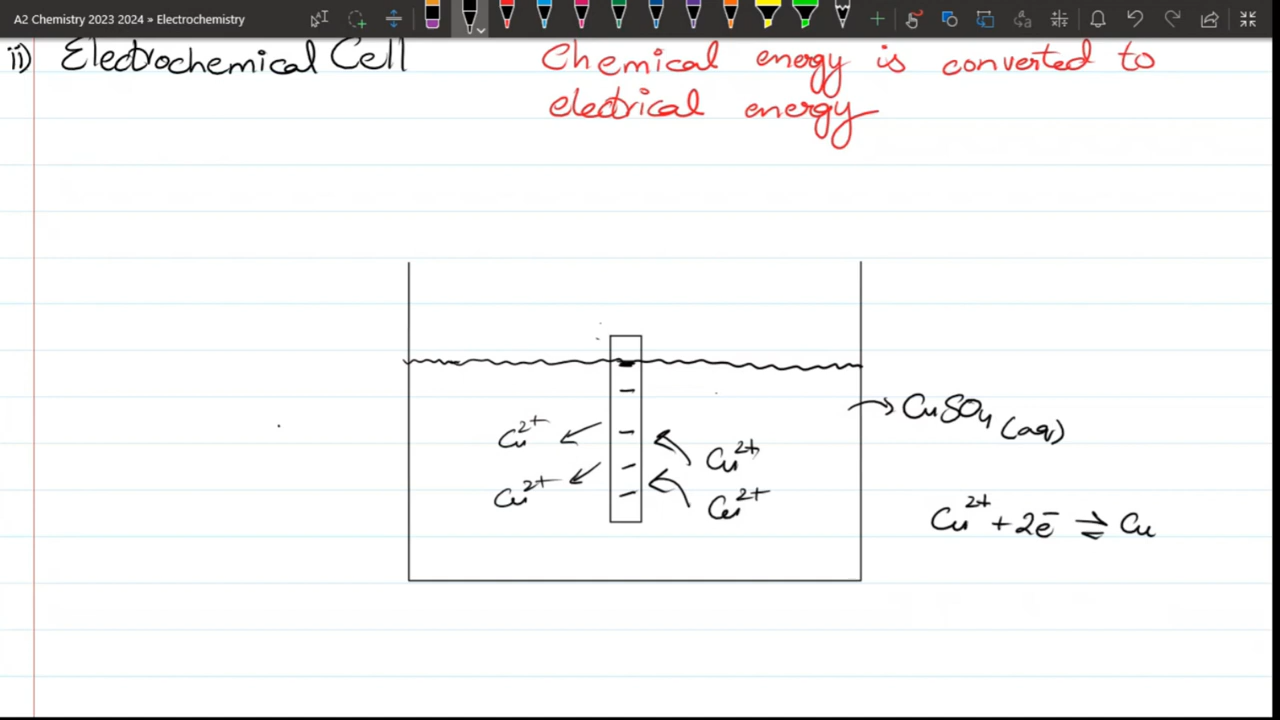 A2 Chemistry 2023 2024 » Electrochemistry
ii) Electrochemical Cell
Chemical energy is converted to
electrical energy
CuSO₄ (aq)
Cu²⁺
Cu²⁺
Cu²⁺
Cu²⁺
Cu²⁺ + 2e⁻ ⇌ Cu